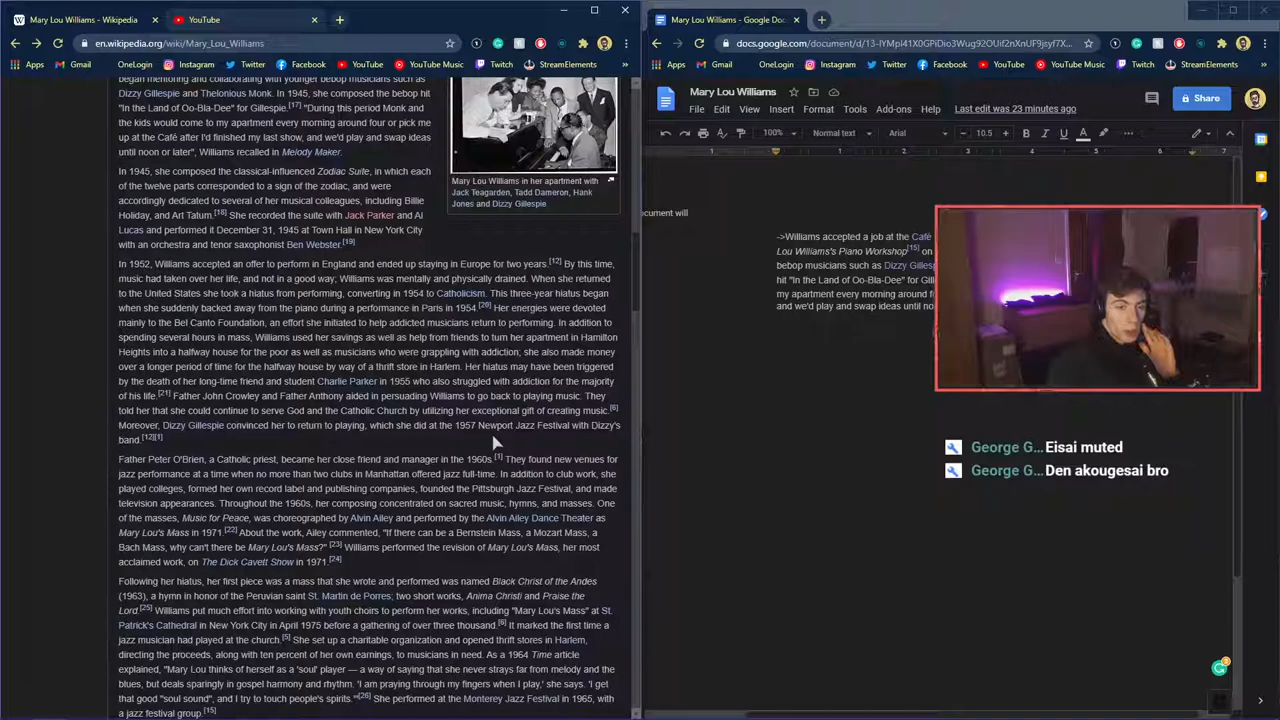 Mary Lou Williams - Wikipedia
YouTube
en.wikipedia.org/wiki/Mary_Lou_Williams
Apps Gmail OneLogin Instagram Twitter Facebook YouTube YouTube Music Twitch StreamElements
began mentoring and collaborating with younger bebop musicians such as
Dizzy Gillespie and Thelonious Monk. In 1945, she composed the bebop hit
"In the Land of Oo-Bla-Dee" for Gillespie.[17] "During this period Monk and
the kids would come to my apartment every morning around four or pick me
up at the Café after I'd finished my last show, and we'd play and swap ideas
until noon or later", Williams recalled in Melody Maker.
In 1945, she composed the classical-influenced Zodiac Suite, in which each
of the twelve parts corresponded to a sign of the zodiac, and were
accordingly dedicated to several of her musical colleagues, including Billie
Holiday, and Art Tatum.[18] She recorded the suite with Jack Parker and Al
Lucas and performed it December 31, 1945 at Town Hall in New York City
with an orchestra and tenor saxophonist Ben Webster.[19]
Mary Lou Williams in her apartment with
Jack Teagarden, Tadd Dameron, Hank
Jones and Dizzy Gillespie
In 1952, Williams accepted an offer to perform in England and ended up staying in Europe for two years.[12] By this time,
music had taken over her life, and not in a good way; Williams was mentally and physically drained. When she returned
to the United States she took a hiatus from performing, converting in 1954 to Catholicism. This three-year hiatus began
when she suddenly backed away from the piano during a performance in Paris in 1954.[20] Her energies were devoted
mainly to the Bel Canto Foundation, an effort she initiated to help addicted musicians return to performing. In addition to
spending several hours in mass, Williams used her savings as well as help from friends to turn her apartment in Hamilton
Heights into a halfway house for the poor as well as musicians who were grappling with addiction; she also made money
over a longer period of time for the halfway house by way of a thrift store in Harlem. Her hiatus may have been triggered
by the death of her long-time friend and student Charlie Parker in 1955 who also struggled with addiction for the majority
of his life.[21] Father John Crowley and Father Anthony aided in persuading Williams to go back to playing music. They
told her that she could continue to serve God and the Catholic Church by utilizing her exceptional gift of creating music.[6]
Moreover, Dizzy Gillespie convinced her to return to playing, which she did at the 1957 Newport Jazz Festival with Dizzy's
band.[12][1]
Father Peter O'Brien, a Catholic priest, became her close friend and manager in the 1960s.[1] They found new venues for
jazz performance at a time when no more than two clubs in Manhattan offered jazz full-time. In addition to club work, she
played colleges, formed her own record label and publishing companies, founded the Pittsburgh Jazz Festival, and made
television appearances. Throughout the 1960s, her composing concentrated on sacred music, hymns, and masses. One
of the masses, Music for Peace, was choreographed by Alvin Ailey and performed by the Alvin Ailey Dance Theater as
Mary Lou's Mass in 1971.[22] About the work, Ailey commented, "If there can be a Bernstein Mass, a Mozart Mass, a
Bach Mass, why can't there be Mary Lou's Mass?" [23] Williams performed the revision of Mary Lou's Mass, her most
acclaimed work, on The Dick Cavett Show in 1971.[24]
Following her hiatus, her first piece was a mass that she wrote and performed was named Black Christ of the Andes
(1963), a hymn in honor of the Peruvian saint St. Martin de Porres; two short works, Anima Christi and Praise the
Lord.[25] Williams put much effort into working with youth choirs to perform her works, including "Mary Lou's Mass" at St.
Patrick's Cathedral in New York City in April 1975 before a gathering of over three thousand.[6] It marked the first time a
jazz musician had played at the church.[5] She set up a charitable organization and opened thrift stores in Harlem,
directing the proceeds, along with ten percent of her own earnings, to musicians in need. As a 1964 Time article
explained, "Mary Lou thinks of herself as a 'soul' player — a way of saying that she never strays far from melody and the
blues, but deals sparingly in gospel harmony and rhythm. 'I am praying through my fingers when I play,' she says. 'I get
that good "soul sound", and I try to touch people's spirits.'"[26] She performed at the Monterey Jazz Festival in 1965, with
a jazz festival group.[15]
Mary Lou Williams - Google Do
Apps Gmail OneLogin Instagram Twitter Facebook YouTube YouTube Music Twitch StreamElements
Mary Lou Williams
File Edit View Insert Format Tools Add-ons Help Last edit was 23 minutes ago
Share
100% Normal text Arial 10.5 B I U A
1 1 2 3 4 5 6 7
cument will
->Williams accepted a job at the Café
Lou Williams's Piano Workshop[15] on
bebop musicians such as Dizzy Gillesp
hit "In the Land of Oo-Bla-Dee" for Gill
my apartment every morning around f
and we'd play and swap ideas until no
George G... Eisai muted
George G... Den akougesai bro